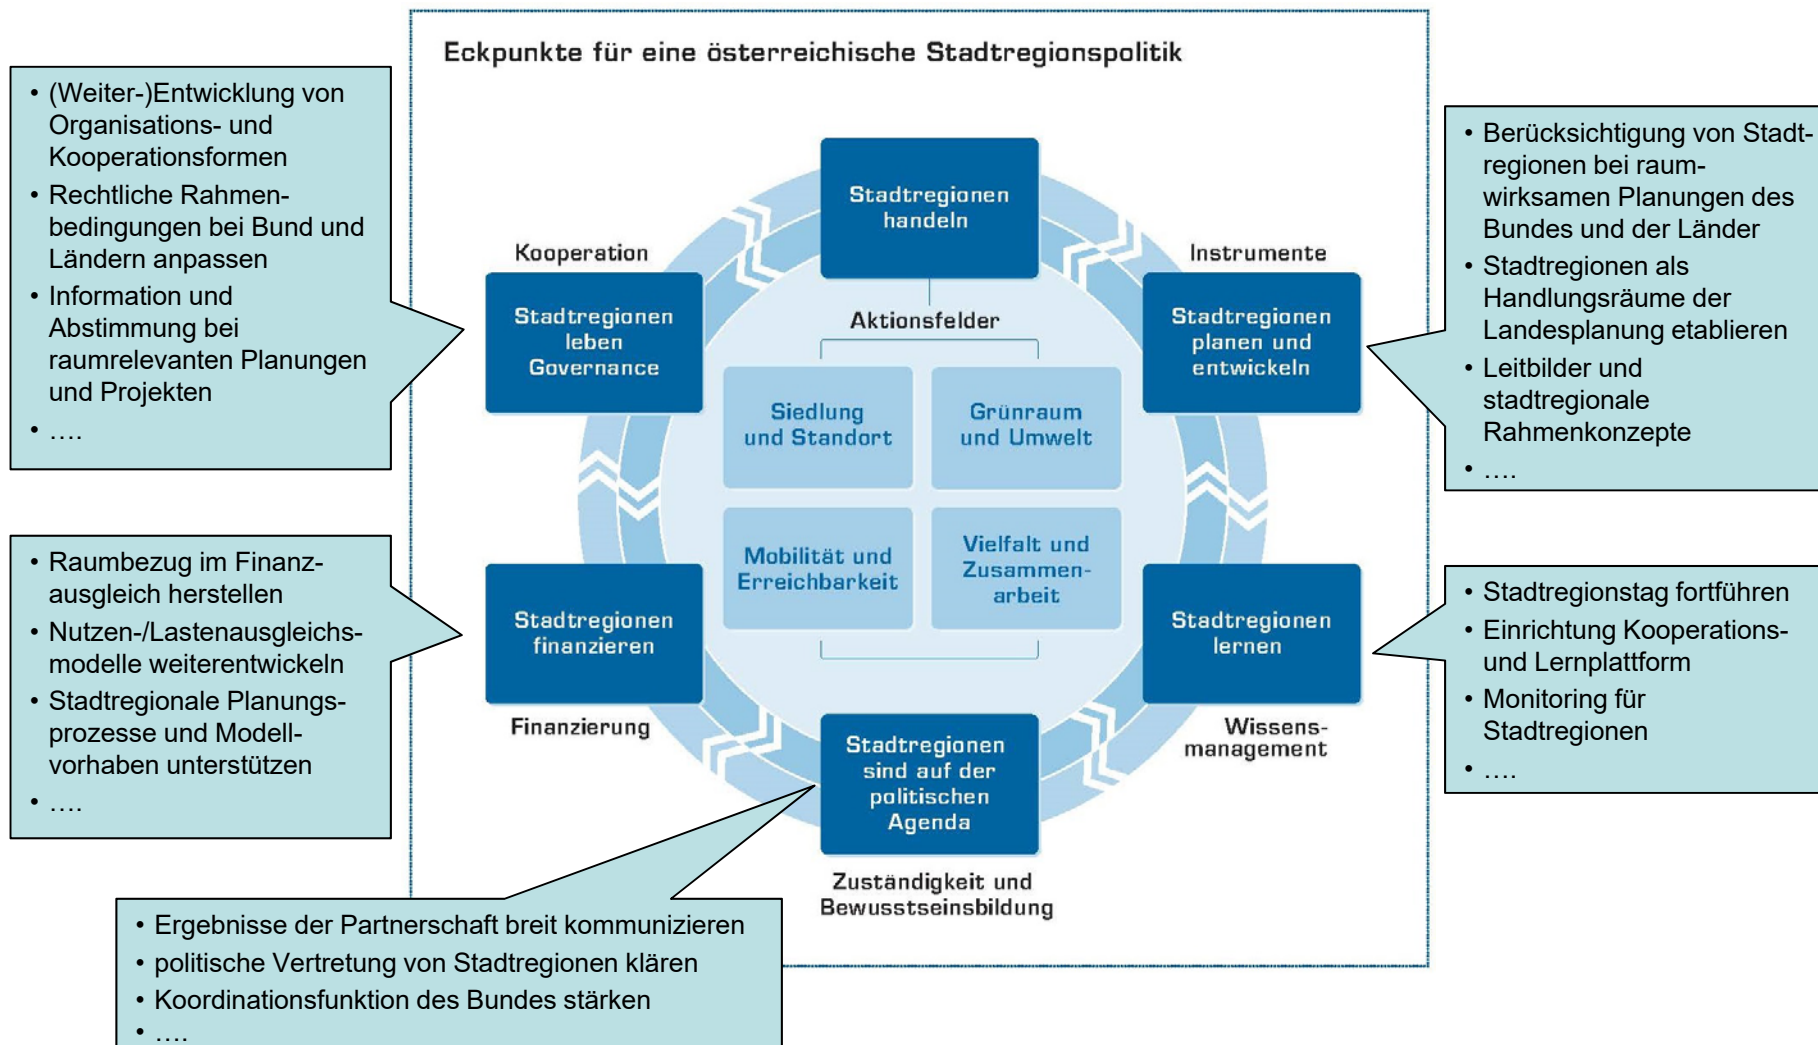 Eckpunkte für eine österreichische Stadtregionspolitik
• (Weiter-)Entwicklung von
Organisations- und
Kooperationsformen
• Rechtliche Rahmen-
bedingungen bei Bund und
Ländern anpassen
• Information und
Abstimmung bei
raumrelevanten Planungen
und Projekten
• ....
Stadtregionen
handeln
Kooperation
Stadtregionen
leben
Governance
Instrumente
Stadtregionen
planen und
entwickeln
• Berücksichtigung von Stadt-
regionen bei raum-
wirksamen Planungen des
Bundes und der Länder
• Stadtregionen als
Handlungsräume der
Landesplanung etablieren
• Leitbilder und
stadtregionale
Rahmenkonzepte
• ....
Aktionsfelder
Siedlung
und Standort
Grünraum
und Umwelt
Mobilität und
Erreichbarkeit
Vielfalt und
Zusammen-
arbeit
• Raumbezug im Finanz-
ausgleich herstellen
• Nutzen-/Lastenausgleichs-
modelle weiterentwickeln
• Stadtregionale Planungs-
prozesse und Modell-
vorhaben unterstützen
• ....
Stadtregionen
finanzieren
Finanzierung
Stadtregionen
lernen
Wissens-
management
• Stadtregionstag fortführen
• Einrichtung Kooperations-
und Lernplattform
• Monitoring für
Stadtregionen
• ....
Stadtregionen
sind auf der
politischen
Agenda
Zuständigkeit und
Bewusstseinsbildung
• Ergebnisse der Partnerschaft breit kommunizieren
• politische Vertretung von Stadtregionen klären
• Koordinationsfunktion des Bundes stärken
• ....